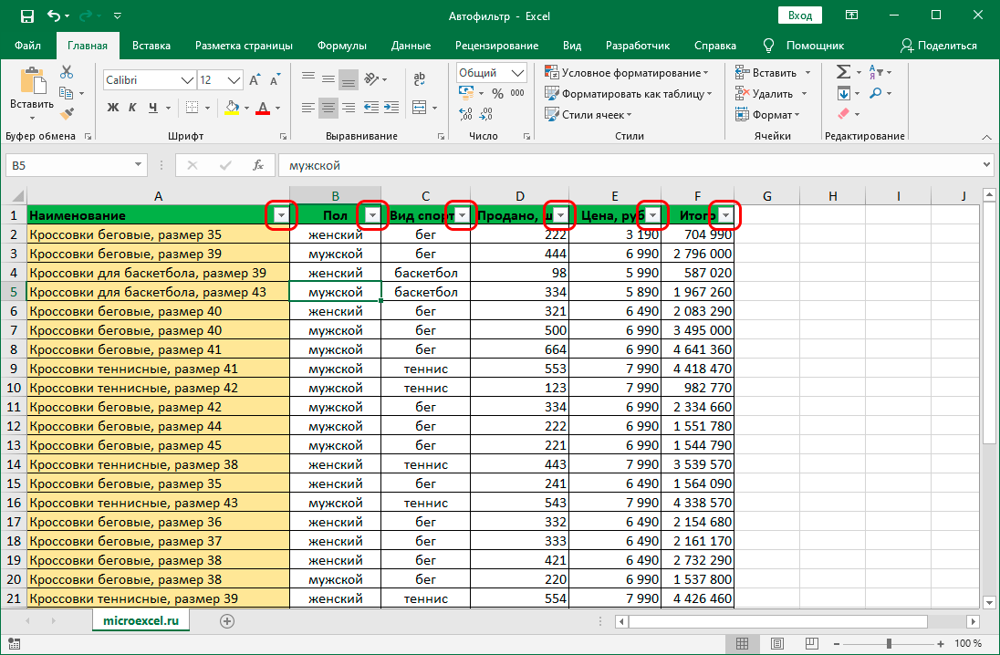 Автофильтр - Excel
Вход
Файл Главная Вставка Разметка страницы Формулы Данные Рецензирование Вид Разработчик Справка Помощник Поделиться
Calibri 12 Общий Условное форматирование Вставить
Вставить Ж К Ч % 000 Форматировать как таблицу Удалить
Стили ячеек Формат
Буфер обмена Шрифт Выравнивание Число Стили Ячейки Редактирование
B5 fx мужской
A B C D E F G H I J
1 Наименование Пол Вид спорт Продано, ш Цена, руб Итого
2 Кроссовки беговые, размер 35 женский бег 222 3 190 704 990
3 Кроссовки беговые, размер 39 мужской бег 444 6 990 2 796 000
4 Кроссовки для баскетбола, размер 39 женский баскетбол 98 5 990 587 020
5 Кроссовки для баскетбола, размер 43 мужской баскетбол 334 5 890 1 967 260
6 Кроссовки беговые, размер 40 женский бег 321 6 490 2 083 290
7 Кроссовки беговые, размер 40 мужской бег 500 6 990 3 495 000
8 Кроссовки беговые, размер 41 мужской бег 664 6 990 4 641 360
9 Кроссовки теннисные, размер 41 мужской теннис 553 7 990 4 418 470
10 Кроссовки теннисные, размер 42 мужской теннис 123 7 990 982 770
11 Кроссовки беговые, размер 42 мужской бег 334 6 990 2 334 660
12 Кроссовки беговые, размер 44 мужской бег 222 6 990 1 551 780
13 Кроссовки беговые, размер 45 мужской бег 221 6 990 1 544 790
14 Кроссовки теннисные, размер 38 женский теннис 443 7 990 3 539 570
15 Кроссовки беговые, размер 35 женский бег 241 6 490 1 564 090
16 Кроссовки теннисные, размер 43 мужской теннис 543 7 990 4 338 570
17 Кроссовки беговые, размер 36 женский бег 332 6 490 2 154 680
18 Кроссовки беговые, размер 37 женский бег 333 6 490 2 161 170
19 Кроссовки беговые, размер 38 женский бег 421 6 490 2 732 290
20 Кроссовки беговые, размер 38 мужской бег 220 6 990 1 537 800
21 Кроссовки теннисные, размер 39 женский теннис 554 7 990 4 426 460
microexcel.ru
100 %